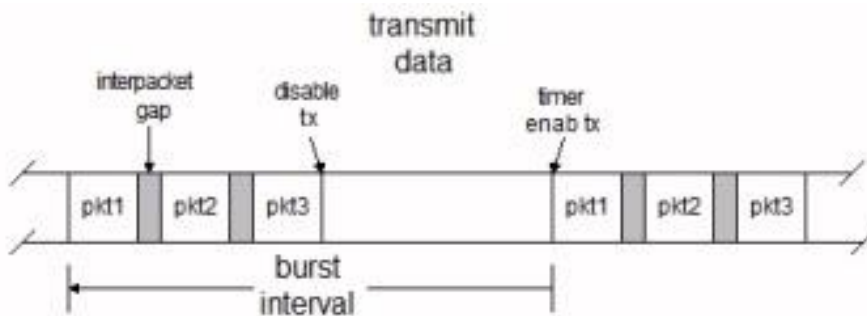 transmit
data
interpacket
gap
disable
tx
timer
enab tx
pkt1
pkt2
pkt3
pkt1
pkt2
pkt3
burst
interval